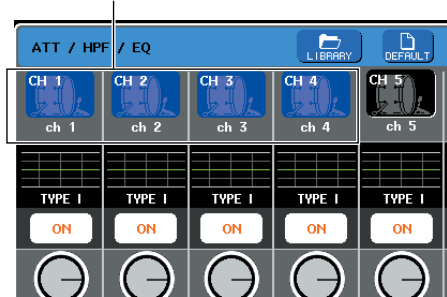 ATT / HPF / EQ LIBRARY DEFAULT
CH 1 CH 2 CH 3 CH 4 CH 5
ch 1 ch 2 ch 3 ch 4 ch 5
TYPE I TYPE I TYPE I TYPE I TYPE I
ON ON ON ON ON